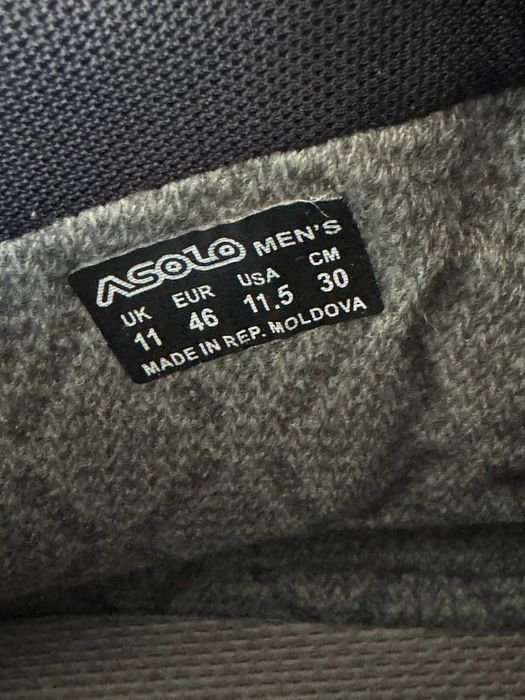 ASOLO MEN'S
UK EUR USA CM
11 46 11.5 30
MADE IN REP. MOLDOVA